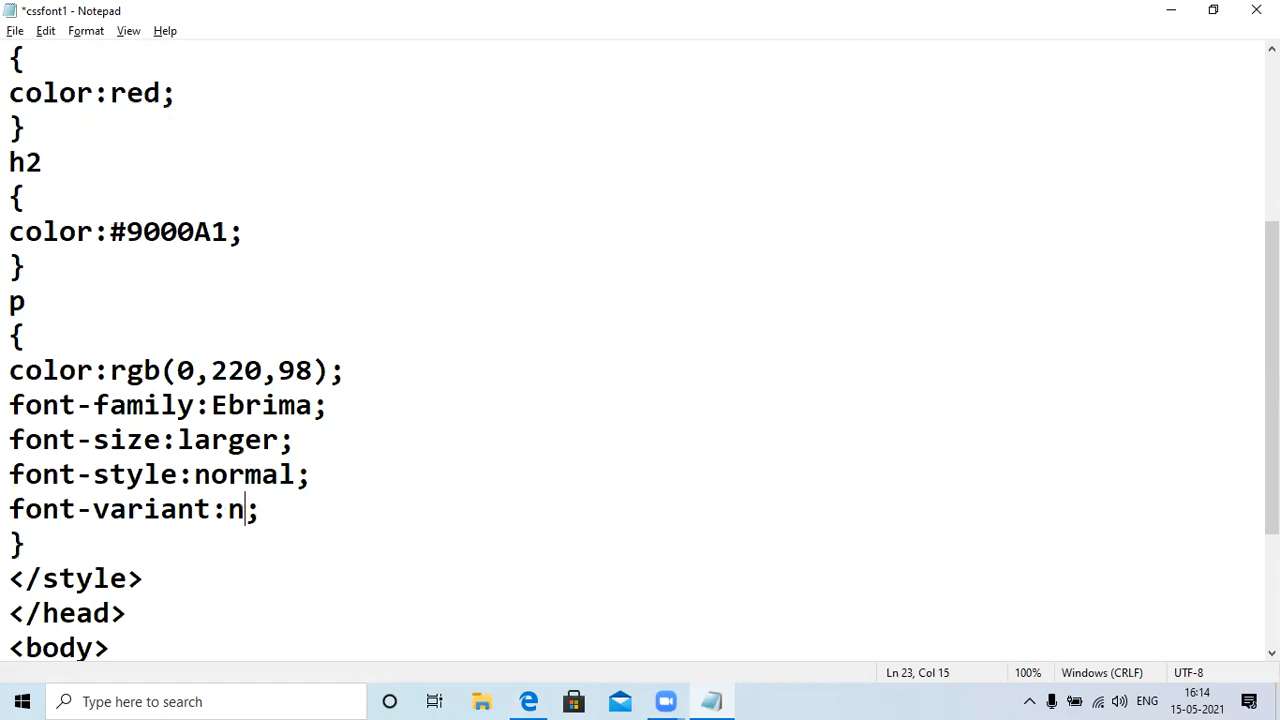 *cssfont1 - Notepad
File Edit Format View Help
{
color:red;
}
h2
{
color:#9000A1;
}
p
{
color:rgb(0,220,98);
font-family:Ebrima;
font-size:larger;
font-style:normal;
font-variant:n;
}
</style>
</head>
<body>
Ln 23, Col 15 100% Windows (CRLF) UTF-8
Type here to search ENG 16:14
15-05-2021